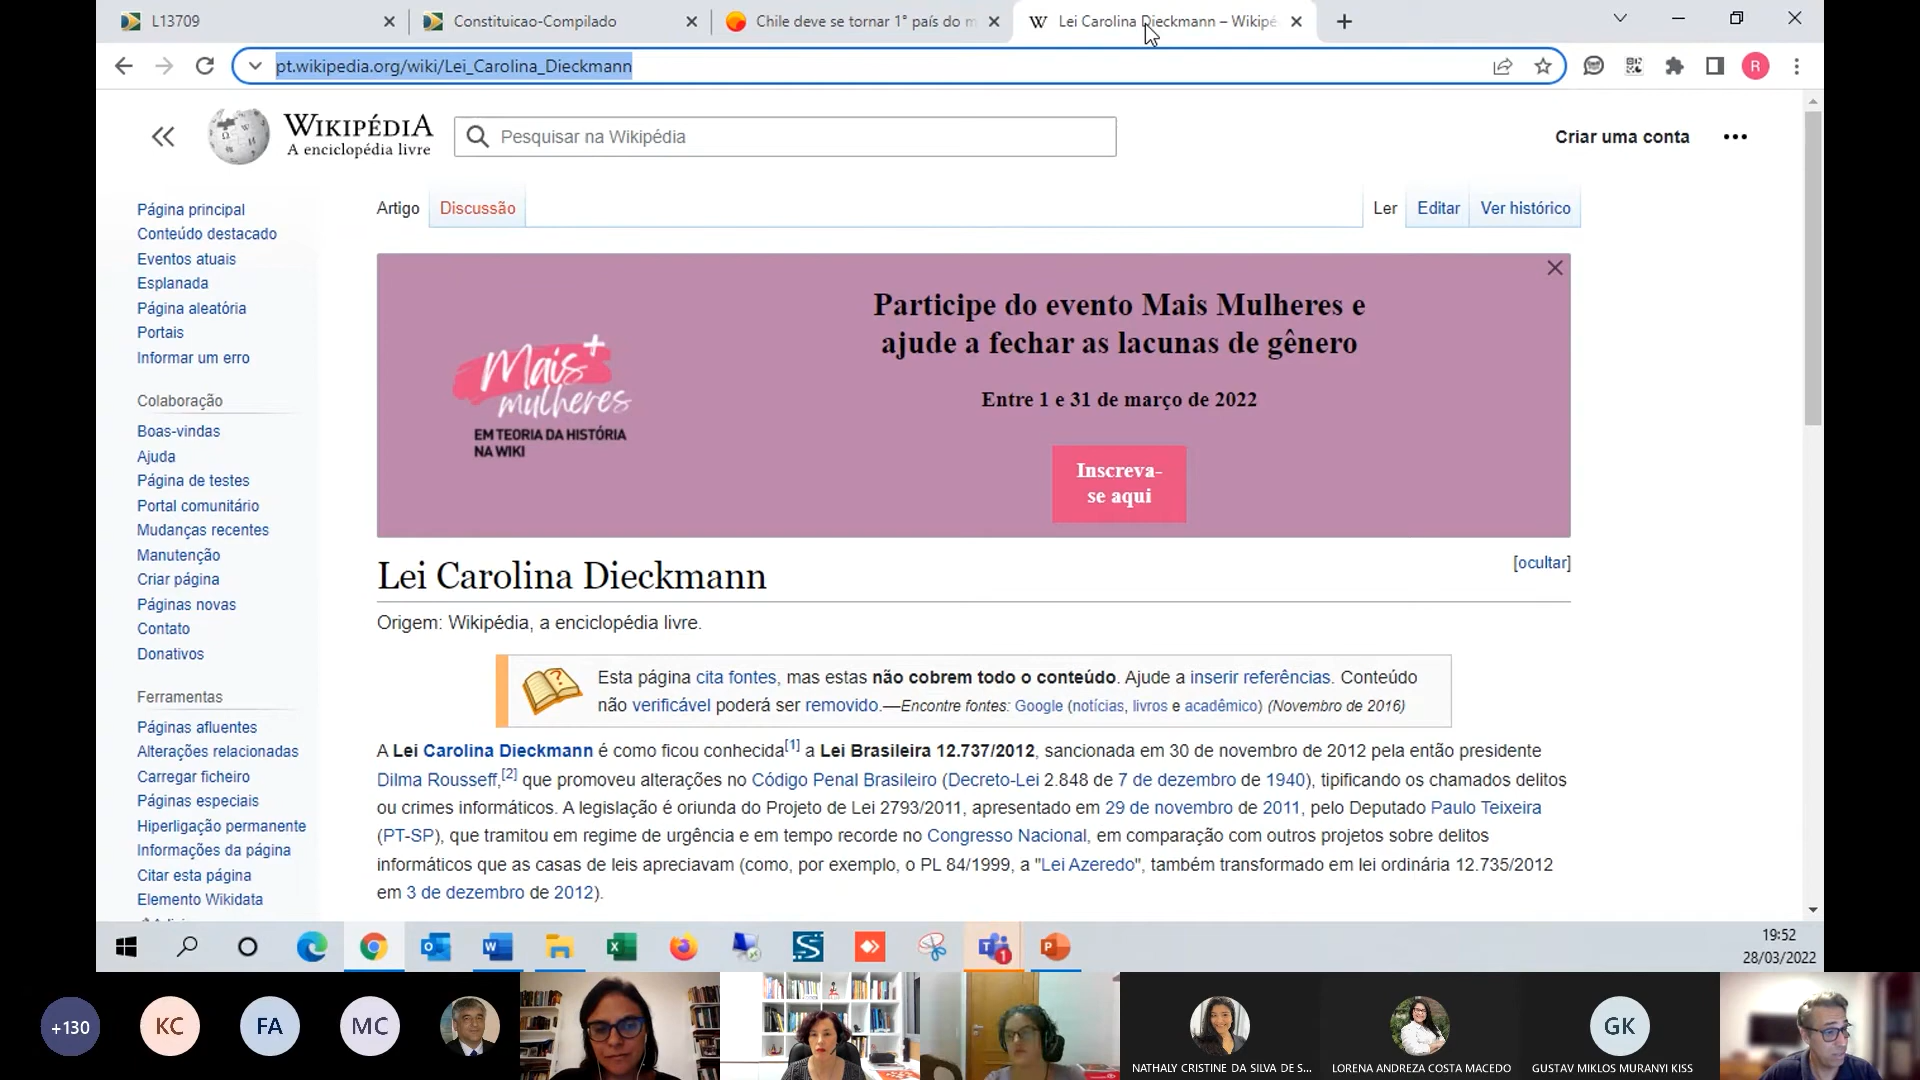 L13709
Constituicao-Compilado
Chile deve se tornar 1° país do m
Lei Carolina Dieckmann – Wikipé
pt.wikipedia.org/wiki/Lei_Carolina_Dieckmann
R
WIKIPÉDIA
A enciclopédia livre
Pesquisar na Wikipédia
Criar uma conta
Página principal
Conteúdo destacado
Eventos atuais
Esplanada
Página aleatória
Portais
Informar um erro
Colaboração
Boas-vindas
Ajuda
Página de testes
Portal comunitário
Mudanças recentes
Manutenção
Criar página
Páginas novas
Contato
Donativos
Ferramentas
Páginas afluentes
Alterações relacionadas
Carregar ficheiro
Páginas especiais
Hiperligação permanente
Informações da página
Citar esta página
Elemento Wikidata
Artigo
Discussão
Ler
Editar
Ver histórico
Mais+
mulheres
EM TEORIA DA HISTÓRIA
NA WIKI
Participe do evento Mais Mulheres e
ajude a fechar as lacunas de gênero
Entre 1 e 31 de março de 2022
Inscreva-
se aqui
[ocultar]
Lei Carolina Dieckmann
Origem: Wikipédia, a enciclopédia livre.
Esta página cita fontes, mas estas não cobrem todo o conteúdo. Ajude a inserir referências. Conteúdo
não verificável poderá ser removido.—Encontre fontes: Google (notícias, livros e acadêmico) (Novembro de 2016)
A Lei Carolina Dieckmann é como ficou conhecida[1] a Lei Brasileira 12.737/2012, sancionada em 30 de novembro de 2012 pela então presidente
Dilma Rousseff,[2] que promoveu alterações no Código Penal Brasileiro (Decreto-Lei 2.848 de 7 de dezembro de 1940), tipificando os chamados delitos
ou crimes informáticos. A legislação é oriunda do Projeto de Lei 2793/2011, apresentado em 29 de novembro de 2011, pelo Deputado Paulo Teixeira
(PT-SP), que tramitou em regime de urgência e em tempo recorde no Congresso Nacional, em comparação com outros projetos sobre delitos
informáticos que as casas de leis apreciavam (como, por exemplo, o PL 84/1999, a "Lei Azeredo", também transformado em lei ordinária 12.735/2012
em 3 de dezembro de 2012).
1
19:52
28/03/2022
+130
KC
FA
MC
GK
NATHALY CRISTINE DA SILVA DE S...
LORENA ANDREZA COSTA MACEDO
GUSTAV MIKLOS MURANYI KISS